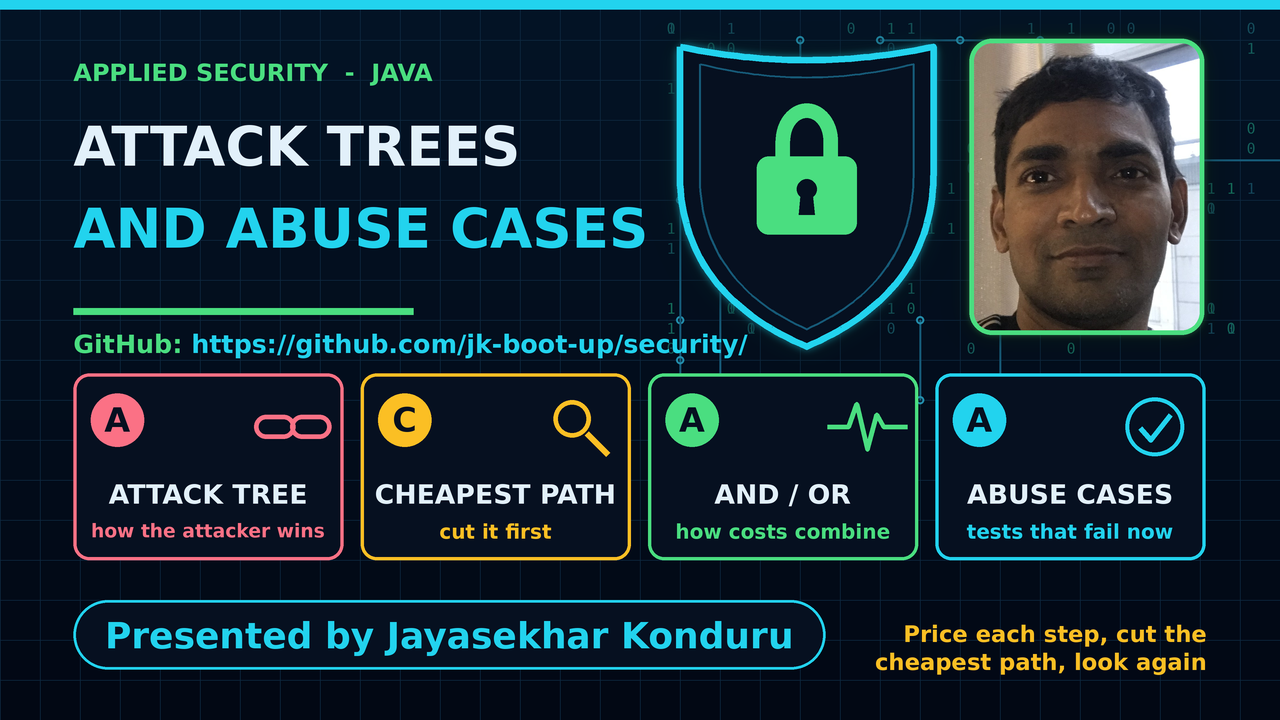 APPLIED SECURITY - JAVA
ATTACK TREES
AND ABUSE CASES
GitHub: https://github.com/jk-boot-up/security/
A
ATTACK TREE
how the attacker wins
C
CHEAPEST PATH
cut it first
A
AND / OR
how costs combine
A
ABUSE CASES
tests that fail now
Presented by Jayasekhar Konduru
Price each step, cut the
cheapest path, look again